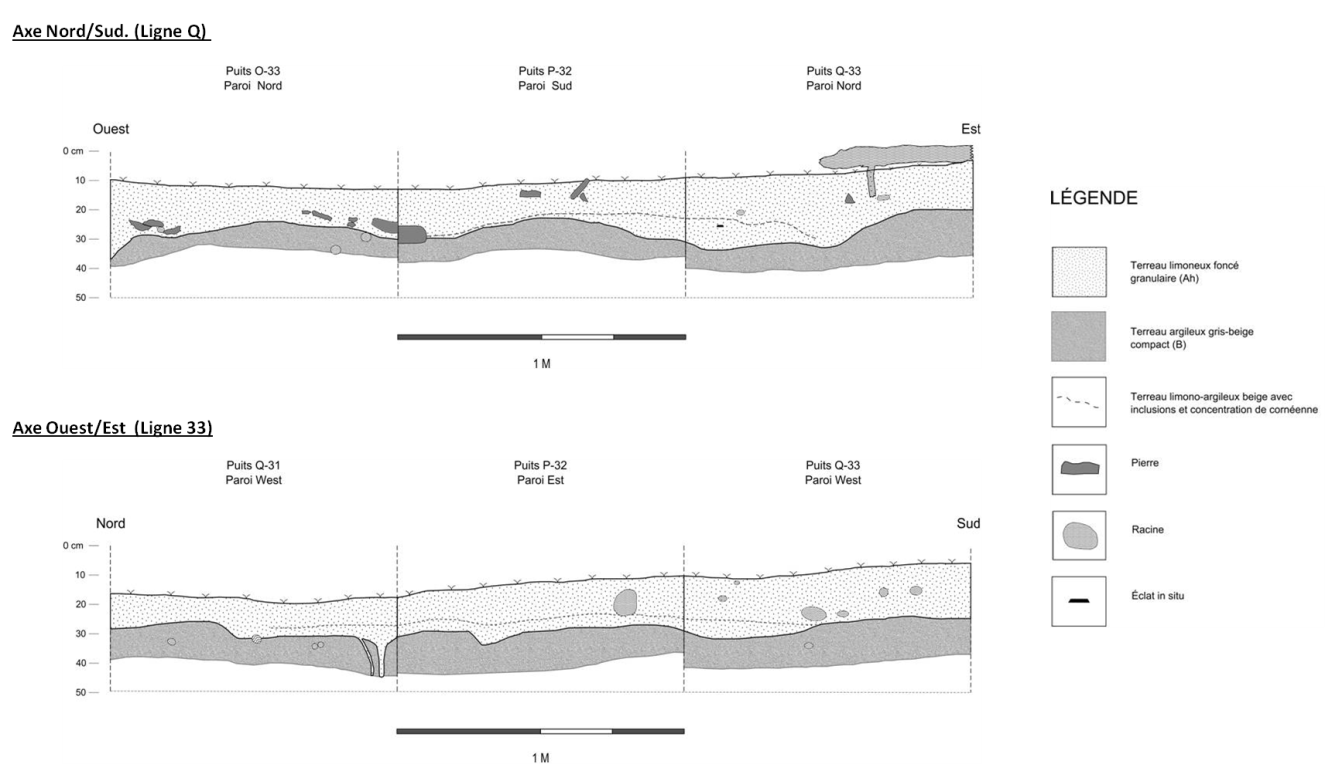 Axe Nord/Sud. (Ligne Q)
Puits O-33
Paroi Nord
Puits P-32
Paroi Sud
Puits Q-33
Paroi Nord
Ouest
Est
0 cm
10
20
30
40
50
1 M
LÉGENDE
Terreau limoneux foncé
granulaire (Ah)
Terreau argileux gris-beige
compact (B)
Terreau limono-argileux beige avec
inclusions et concentration de cornéenne
Pierre
Racine
Éclat in situ
Axe Ouest/Est (Ligne 33)
Puits Q-31
Paroi West
Puits P-32
Paroi Est
Puits Q-33
Paroi West
Nord
Sud
0 cm
10
20
30
40
50
1 M